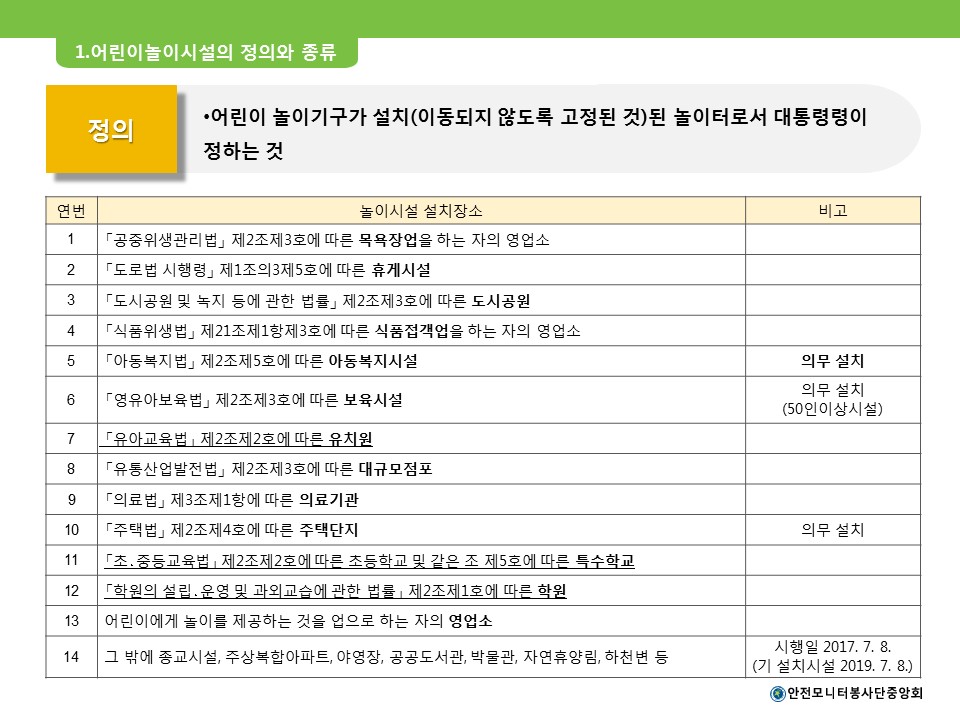 1.어린이놀이시설의 정의와 종류
정의
•어린이 놀이기구가 설치(이동되지 않도록 고정된 것)된 놀이터로서 대통령령이
정하는 것
연번 놀이시설 설치장소 비고
1 「공중위생관리법」 제2조제3호에 따른 목욕장업을 하는 자의 영업소
2 「도로법 시행령」 제1조의3제5호에 따른 휴게시설
3 「도시공원 및 녹지 등에 관한 법률」 제2조제3호에 따른 도시공원
4 「식품위생법」 제21조제1항제3호에 따른 식품접객업을 하는 자의 영업소
5 「아동복지법」 제2조제5호에 따른 아동복지시설 의무 설치
6 「영유아보육법」 제2조제3호에 따른 보육시설 의무 설치
(50인이상시설)
7 「유아교육법」 제2조제2호에 따른 유치원
8 「유통산업발전법」 제2조제3호에 따른 대규모점포
9 「의료법」 제3조제1항에 따른 의료기관
10 「주택법」 제2조제4호에 따른 주택단지 의무 설치
11 「초.중등교육법」 제2조제2호에 따른 초등학교 및 같은 조 제5호에 따른 특수학교
12 「학원의 설립.운영 및 과외교습에 관한 법률」 제2조제1호에 따른 학원
13 어린이에게 놀이를 제공하는 것을 업으로 하는 자의 영업소
14 그 밖에 종교시설, 주상복합아파트, 야영장, 공공도서관, 박물관, 자연휴양림, 하천변 등 시행일 2017. 7. 8.
(기 설치시설 2019. 7. 8.)
안전모니터봉사단중앙회